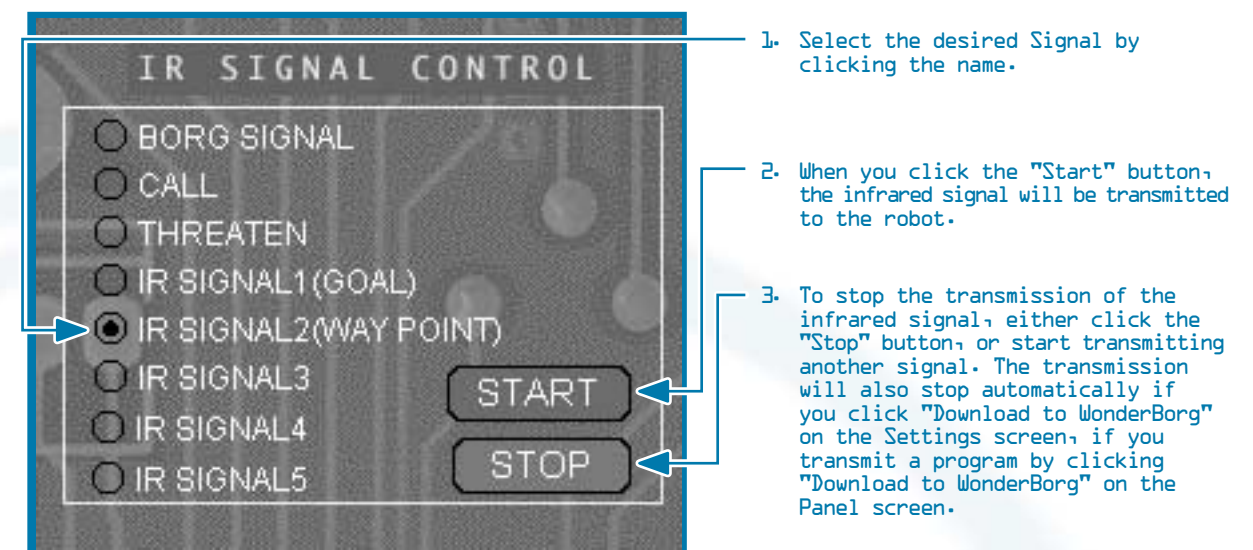 IR SIGNAL CONTROL
BORG SIGNAL
CALL
THREATEN
IR SIGNAL1(GOAL)
IR SIGNAL2(WAY POINT)
IR SIGNAL3
IR SIGNAL4
IR SIGNAL5
START
STOP
1. Select the desired Signal by
clicking the name.
2. When you click the "Start" button,
the infrared signal will be transmitted
to the robot.
3. To stop the transmission of the
infrared signal, either click the
"Stop" button, or start transmitting
another signal. The transmission
will also stop automatically if
you click "Download to WonderBorg"
on the Settings screen, if you
transmit a program by clicking
"Download to WonderBorg" on the
Panel screen.